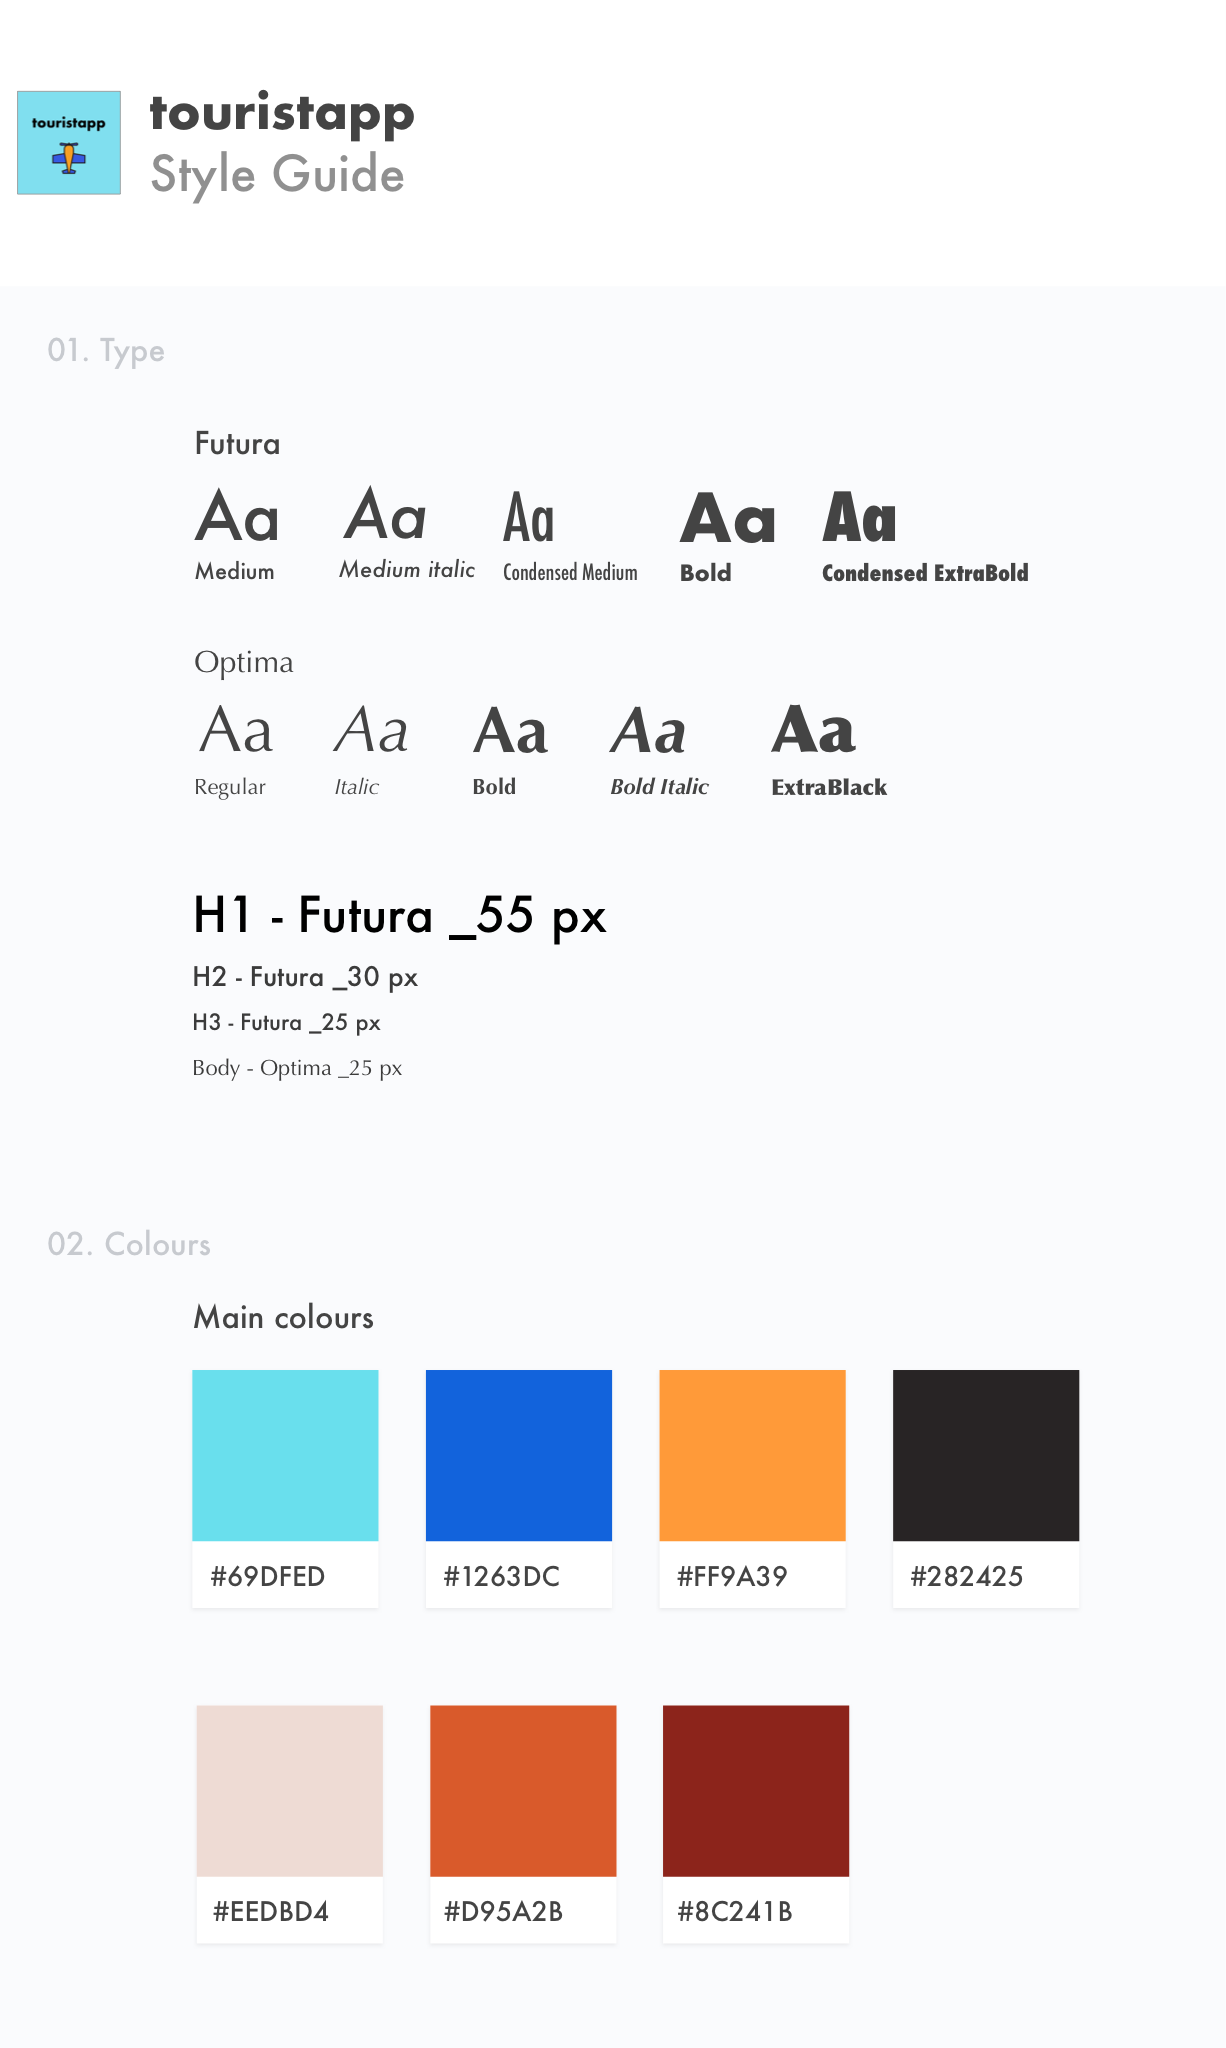 touristapp
touristapp
Style Guide
01. Type
Futura
Aa Aa Aa Aa Aa
Medium Medium italic Condensed Medium Bold Condensed ExtraBold
Optima
Aa Aa Aa Aa Aa
Regular Italic Bold Bold Italic ExtraBlack
H1 - Futura _55 px
H2 - Futura _30 px
H3 - Futura _25 px
Body - Optima _25 px
02. Colours
Main colours
#69DFED #1263DC #FF9A39 #282425
#EEDBD4 #D95A2B #8C241B